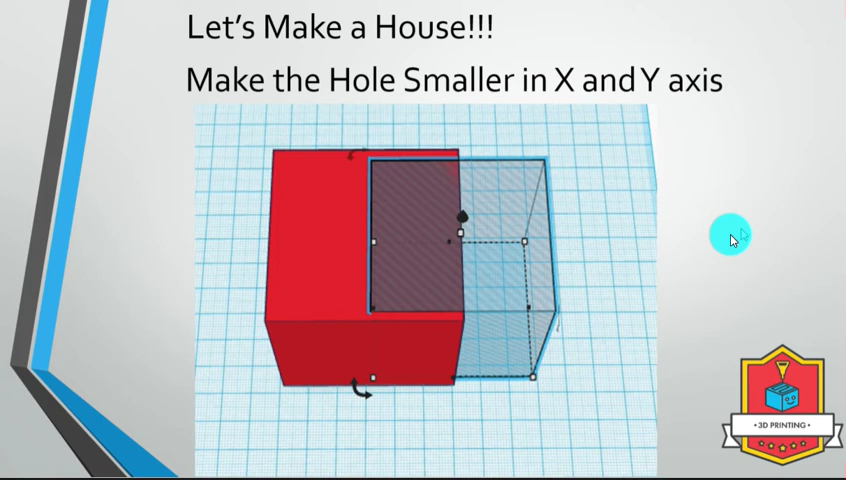 Let's Make a House!!!
Make the Hole Smaller in X and Y axis
• 3D PRINTING •